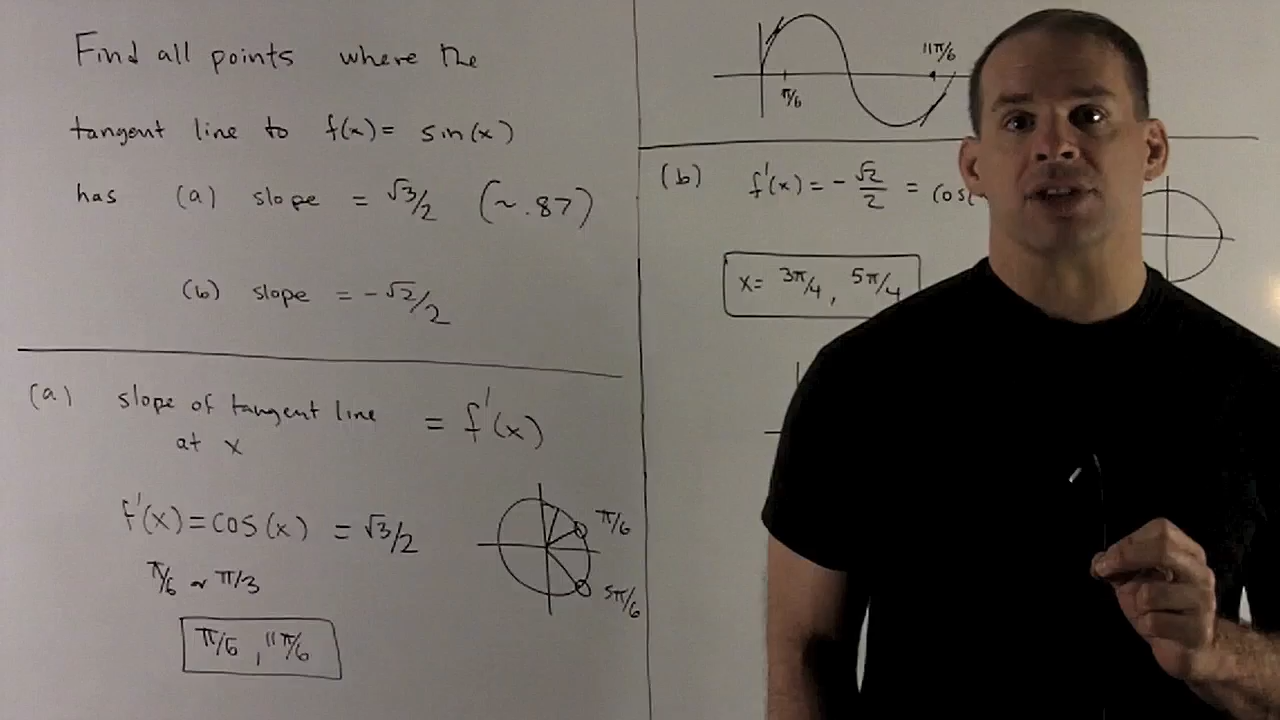 Find all points where the
tangent line to f(x) = sin(x)
has (a) slope = √3/2 (~.87)
(b) slope = -√2/2
(a) slope of tangent line = f'(x)
at x
f'(x) = cos(x) = √3/2
π/6 or π/3
π/6, 11π/6
π/6
5π/6
11π/6
π/6
(b) f'(x) = -√2/2 = cos(
x = 3π/4, 5π/4